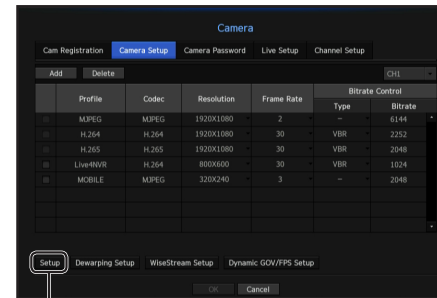 Camera
Cam Registration Camera Setup Camera Password Live Setup Channel Setup
Add Delete CH1
Profile Codec Resolution Frame Rate Bitrate Control
Type Bitrate
MJPEG MJPEG 1920X1080 2 – 6144
H.264 H.264 1920X1080 30 VBR 2252
H.265 H.265 1920X1080 30 VBR 2048
Live4NVR H.264 800X600 30 VBR 1024
MOBILE MJPEG 320X240 3 – 2048
Setup Dewarping Setup WiseStream Setup Dynamic GOV/FPS Setup
OK Cancel